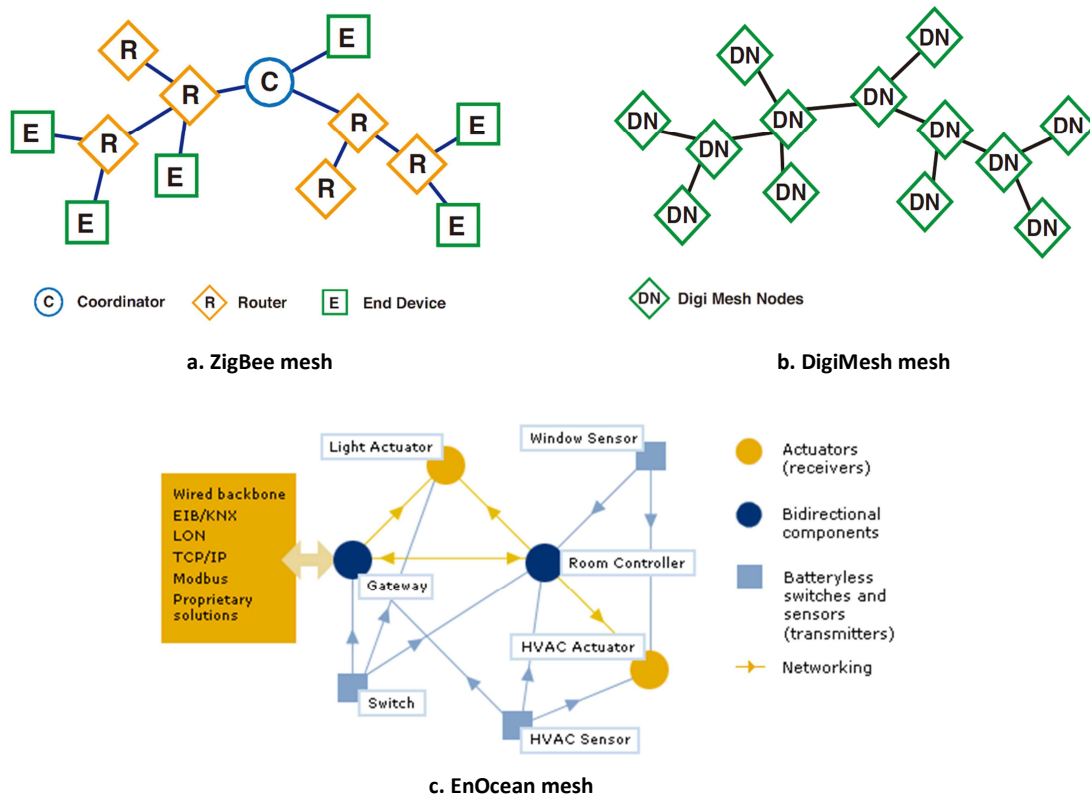 R
E
C
R
E
R
E
R
E
R
R
E
E
E
C Coordinator
R Router
E End Device
a. ZigBee mesh
DN
DN
DN
DN
DN
DN
DN
DN
DN
DN
DN
DN
DN
DN Digi Mesh Nodes
b. DigiMesh mesh
Light Actuator
Window Sensor
Wired backbone
EIB/KNX
LON
TCP/IP
Modbus
Proprietary
solutions
Gateway
Room Controller
HVAC Actuator
Switch
HVAC Sensor
Actuators
(receivers)
Bidirectional
components
Batteryless
switches and
sensors
(transmitters)
Networking
c. EnOcean mesh